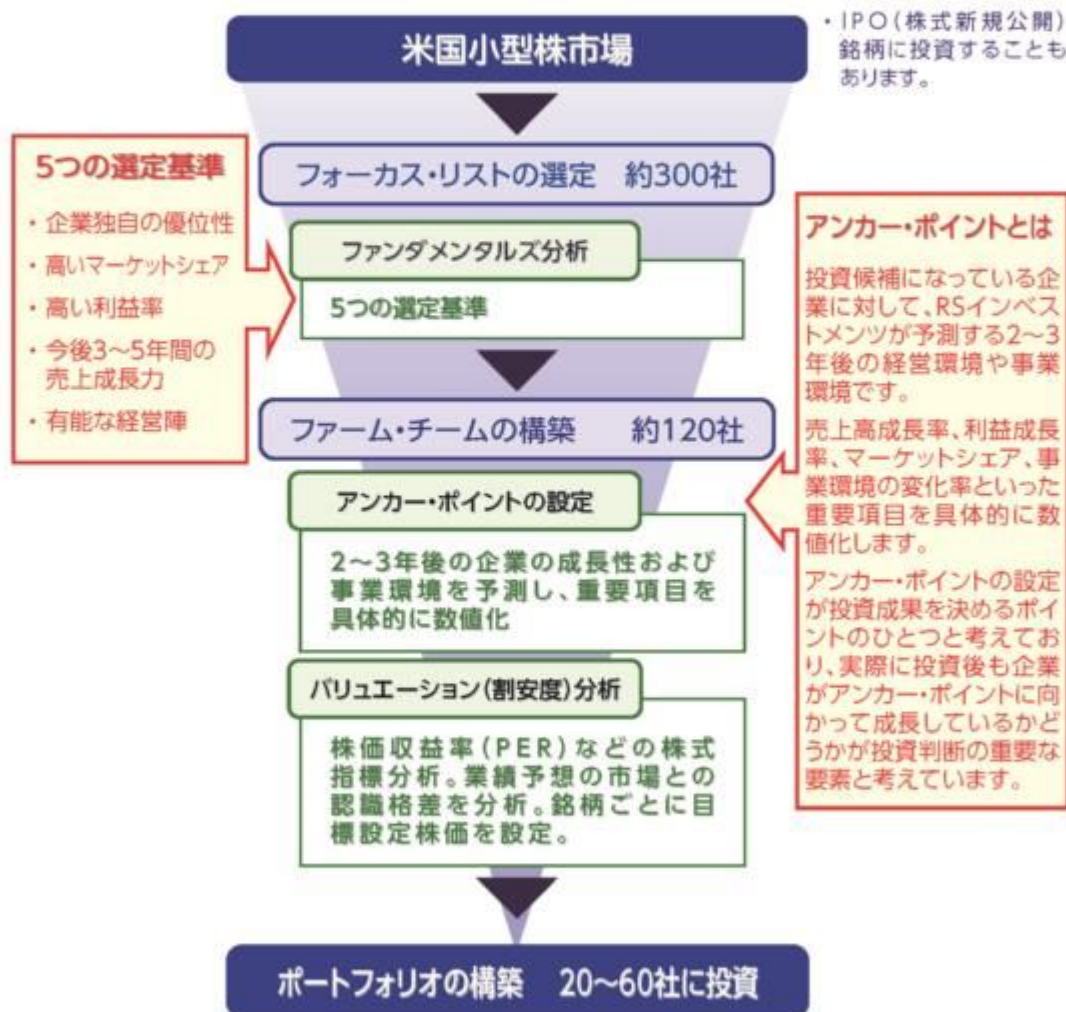 米国小型株市場
・IPO(株式新規公開)
銘柄に投資することも
あります。
フォーカス・リストの選定 約300社
5つの選定基準
・企業独自の優位性
・高いマーケットシェア
・高い利益率
・今後3〜5年間の
売上成長力
・有能な経営陣
ファンダメンタルズ分析
5つの選定基準
ファーム・チームの構築 約120社
アンカー・ポイントの設定
2〜3年後の企業の成長性および
事業環境を予測し、重要項目を
具体的に数値化
アンカー・ポイントとは
投資候補になっている企
業に対して、RSインベス
トメンツが予測する2〜3
年後の経営環境や事業
環境です。
売上高成長率、利益成長
率、マーケットシェア、事
業環境の変化率といった
重要項目を具体的に数
値化します。
アンカー・ポイントの設定
が投資成果を決めるポイ
ントのひとつと考えてお
り、実際に投資後も企業
がアンカー・ポイントに向
かって成長しているかど
うかが投資判断の重要な
要素と考えています。
バリュエーション(割安度)分析
株価収益率(PER)などの株式
指標分析。業績予想の市場との
認識格差を分析。銘柄ごとに目
標設定株価を設定。
ポートフォリオの構築 20〜60社に投資